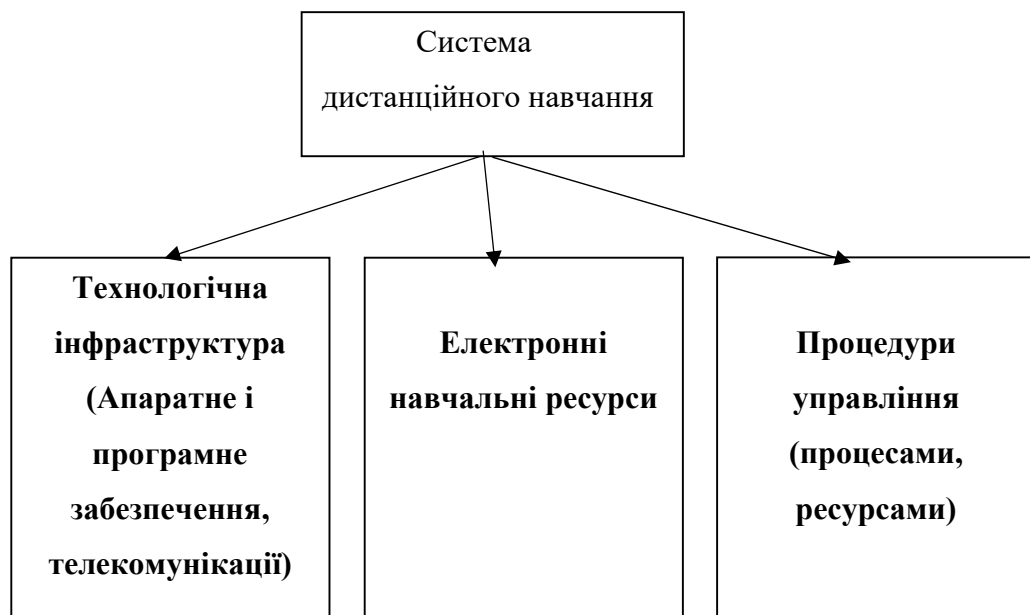 Система
дистанційного навчання
Технологічна
інфраструктура
(Апаратне і
програмне
забезпечення,
телекомунікації)
Електронні
навчальні ресурси
Процедури
управління
(процесами,
ресурсами)